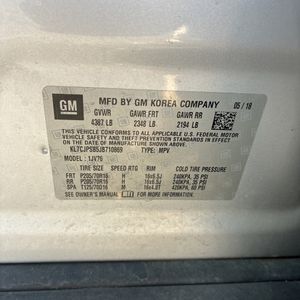 GM
MFD BY GM KOREA COMPANY 05 / 18
GVWR GAWR FRT GAWR RR
4387 LB 2348 LB 2194 LB
THIS VEHICLE CONFORMS TO ALL APPLICABLE U.S. FEDERAL MOTOR
VEHICLE SAFETY AND THEFT PREVENTION STANDARDS IN EFFECT
ON THE DATE OF MANUFACTURE SHOWN ABOVE.
TYPE: MPV
MODEL: 1JV76
TIRE SIZE SPEED RTG RIM COLD TIRE PRESSURE
FRT P205/70R16 H 16x6.5J 240KPA, 35 PSI
RR P205/70R16 H 16x6.5J 240KPA, 35 PSI
SPA T125/70D16 M 16x4.0T 420KPA, 60 PSI
SEE OWNER'S MANUAL FOR MORE INFORMATION.